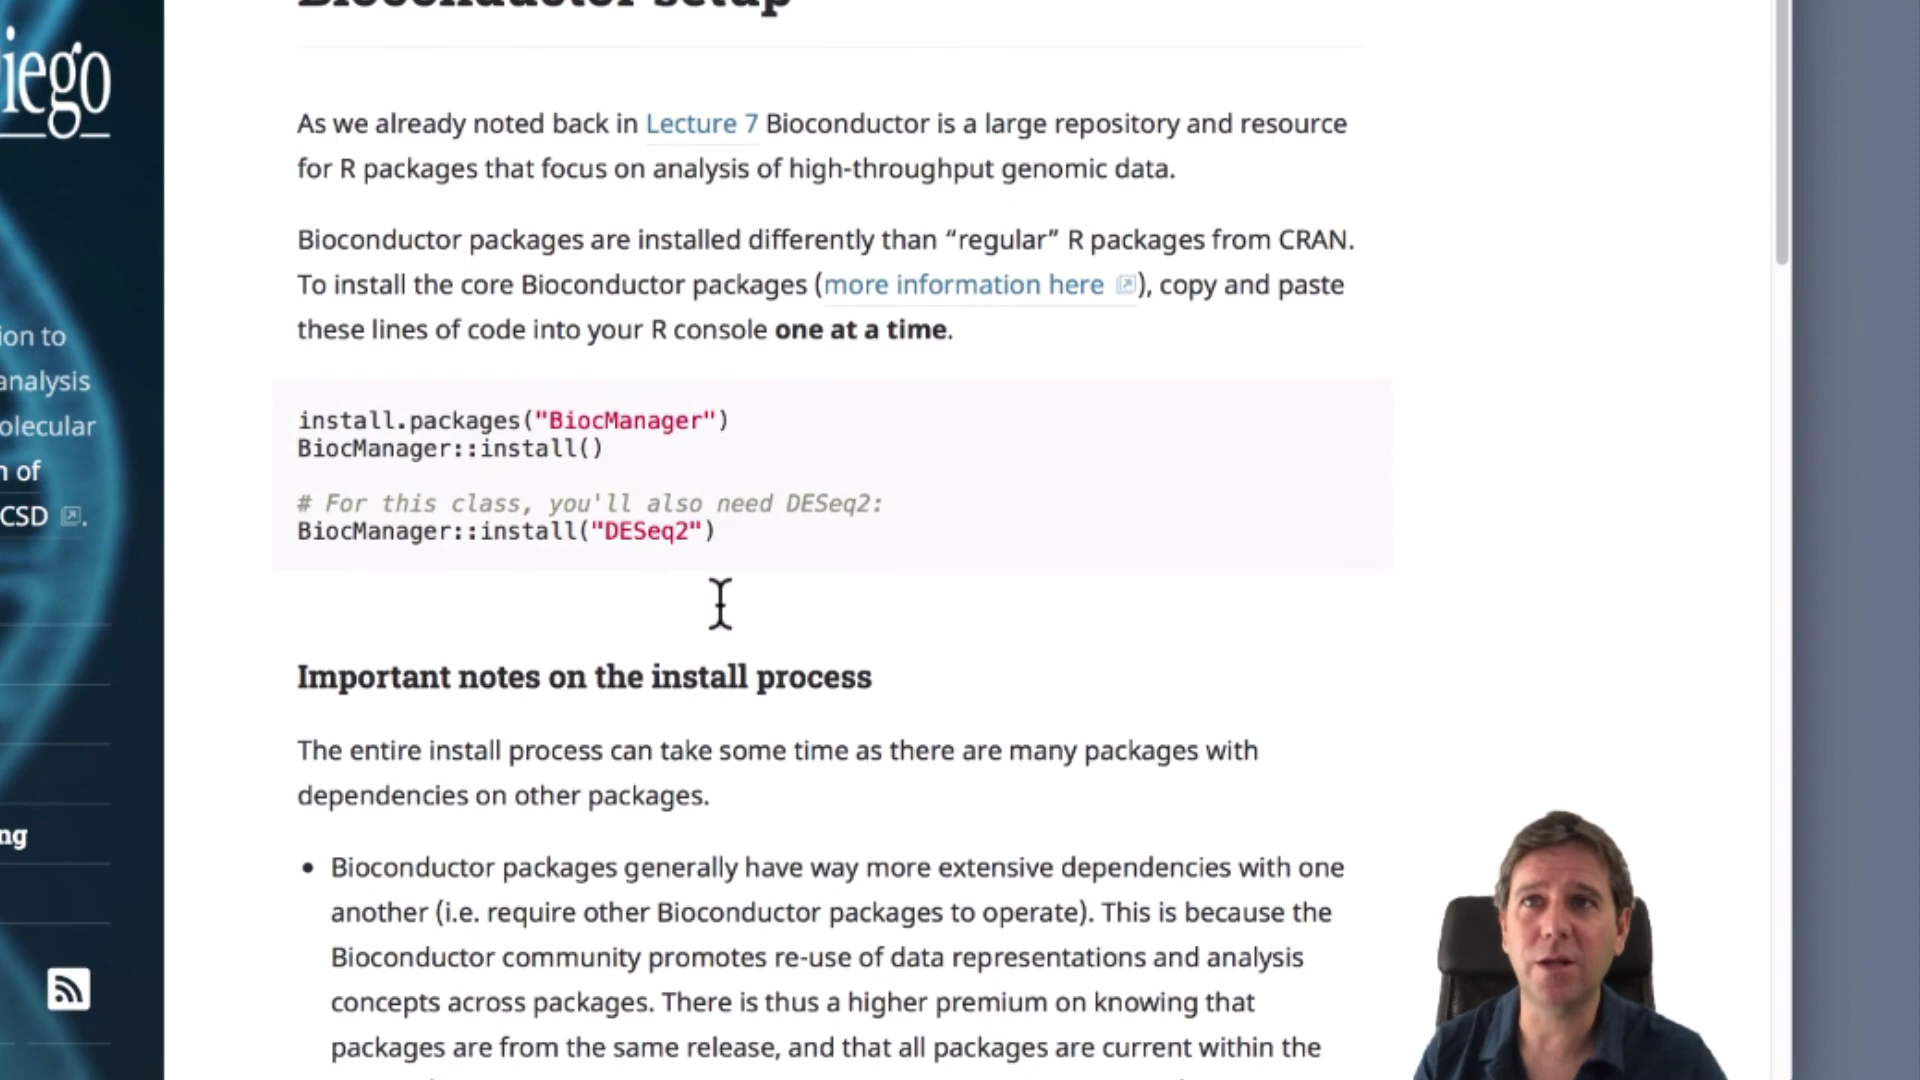 Bioconductor setup
iego
As we already noted back in Lecture 7 Bioconductor is a large repository and resource
for R packages that focus on analysis of high-throughput genomic data.
Bioconductor packages are installed differently than “regular” R packages from CRAN.
To install the core Bioconductor packages (more information here ), copy and paste
these lines of code into your R console one at a time.
ion to
analysis
olecular
n of
CSD .
install.packages("BiocManager")
BiocManager::install()
# For this class, you'll also need DESeq2:
BiocManager::install("DESeq2")
Important notes on the install process
The entire install process can take some time as there are many packages with
dependencies on other packages.
ng
• Bioconductor packages generally have way more extensive dependencies with one
another (i.e. require other Bioconductor packages to operate). This is because the
Bioconductor community promotes re-use of data representations and analysis
concepts across packages. There is thus a higher premium on knowing that
packages are from the same release, and that all packages are current within the